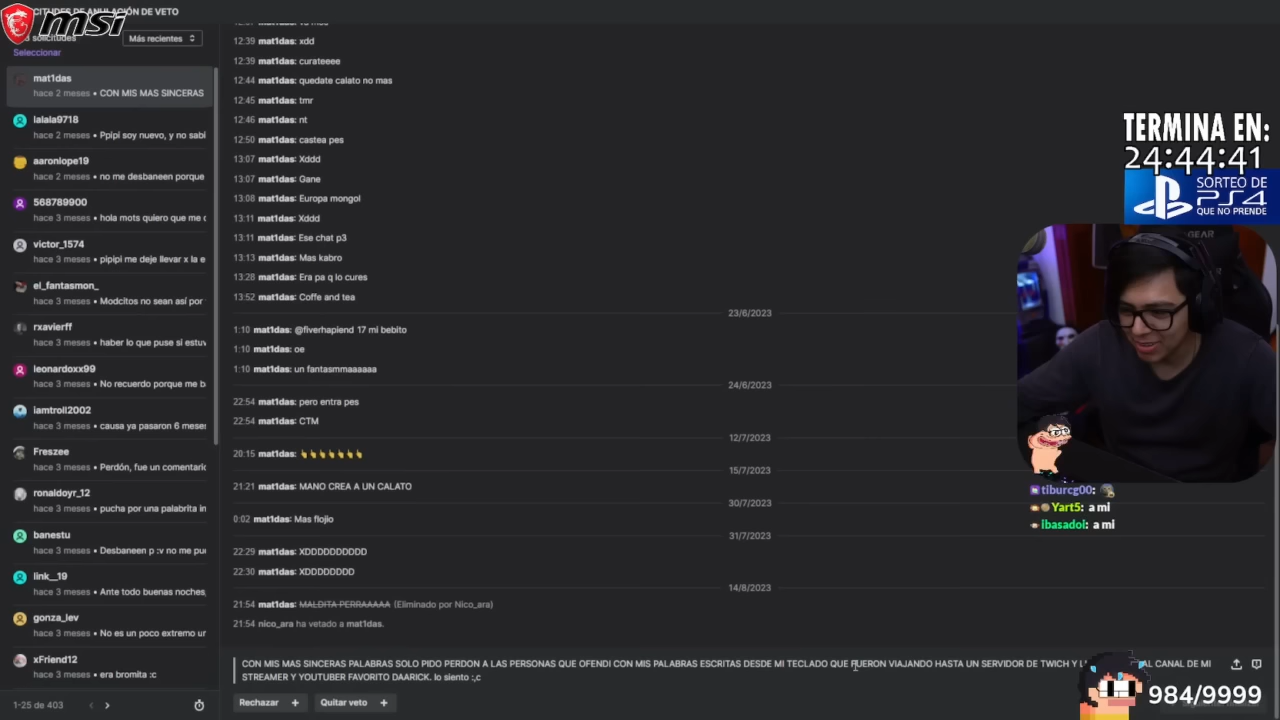 CITUDES DE ANULACIÓN DE VETO
msi
solicitudes
Más recientes
Seleccionar
mat1das
hace 2 meses • CON MIS MAS SINCERAS
lalala9718
hace 2 meses • Ppipi soy nuevo, y no sabi
aaronlope19
hace 2 meses • no me desbaneen porque
568789900
hace 3 meses • hola mots quiero que me c
victor_1574
hace 3 meses • pipipi me deje llevar x la e
el_fantasmon_
hace 3 meses • Modcitos no sean así por
rxavierff
hace 3 meses • haber lo que puse si estuv
leonardoxx99
hace 3 meses • No recuerdo porque me b
iamtroll2002
hace 3 meses • causa ya pasaron 6 mese
Freszee
hace 3 meses • Perdón, fue un comentario
ronaldoyr_12
hace 3 meses • pucha por una palabrita in
banestu
hace 3 meses • Desbaneen p :v no me pu
link__19
hace 3 meses • Ante todo buenas noches,
gonza_lev
hace 3 meses • No es un poco extremo un
xFriend12
hace 3 meses • era bromita :c
1-25 de 403
12:39 mat1das: xdd
12:39 mat1das: curateeee
12:44 mat1das: quedate calato no mas
12:45 mat1das: tmr
12:46 mat1das: nt
12:50 mat1das: castea pes
13:07 mat1das: Xddd
13:07 mat1das: Gane
13:08 mat1das: Europa mongol
13:11 mat1das: Xddd
13:11 mat1das: Ese chat p3
13:13 mat1das: Mas kabro
13:28 mat1das: Era pa q lo cures
13:52 mat1das: Coffe and tea
23/6/2023
1:10 mat1das: @fiverhapiend 17 mi bebito
1:10 mat1das: oe
1:10 mat1das: un fantasmmaaaaaa
24/6/2023
22:54 mat1das: pero entra pes
22:54 mat1das: CTM
12/7/2023
20:15 mat1das: 👆👆👆👆👆👆👆
15/7/2023
21:21 mat1das: MANO CREA A UN CALATO
30/7/2023
0:02 mat1das: Mas flojio
31/7/2023
22:29 mat1das: XDDDDDDDDDD
22:30 mat1das: XDDDDDDDD
14/8/2023
21:54 mat1das: MALDITA PERRAAAAA (Eliminado por Nico_ara)
21:54 nico_ara ha vetado a mat1das.
CON MIS MAS SINCERAS PALABRAS SOLO PIDO PERDON A LAS PERSONAS QUE OFENDI CON MIS PALABRAS ESCRITAS DESDE MI TECLADO QUE FUERON VIAJANDO HASTA UN SERVIDOR DE TWICH Y AL CANAL DE MI
STREAMER Y YOUTUBER FAVORITO DAARICK. lo siento :,c
Rechazar +
Quitar veto +
TERMINA EN:
24:44:41
SORTEO DE
PS4
QUE NO PRENDE
GEAR
tiburcg00:
Yart5: a mi
ibasadol: a mi
984/9999